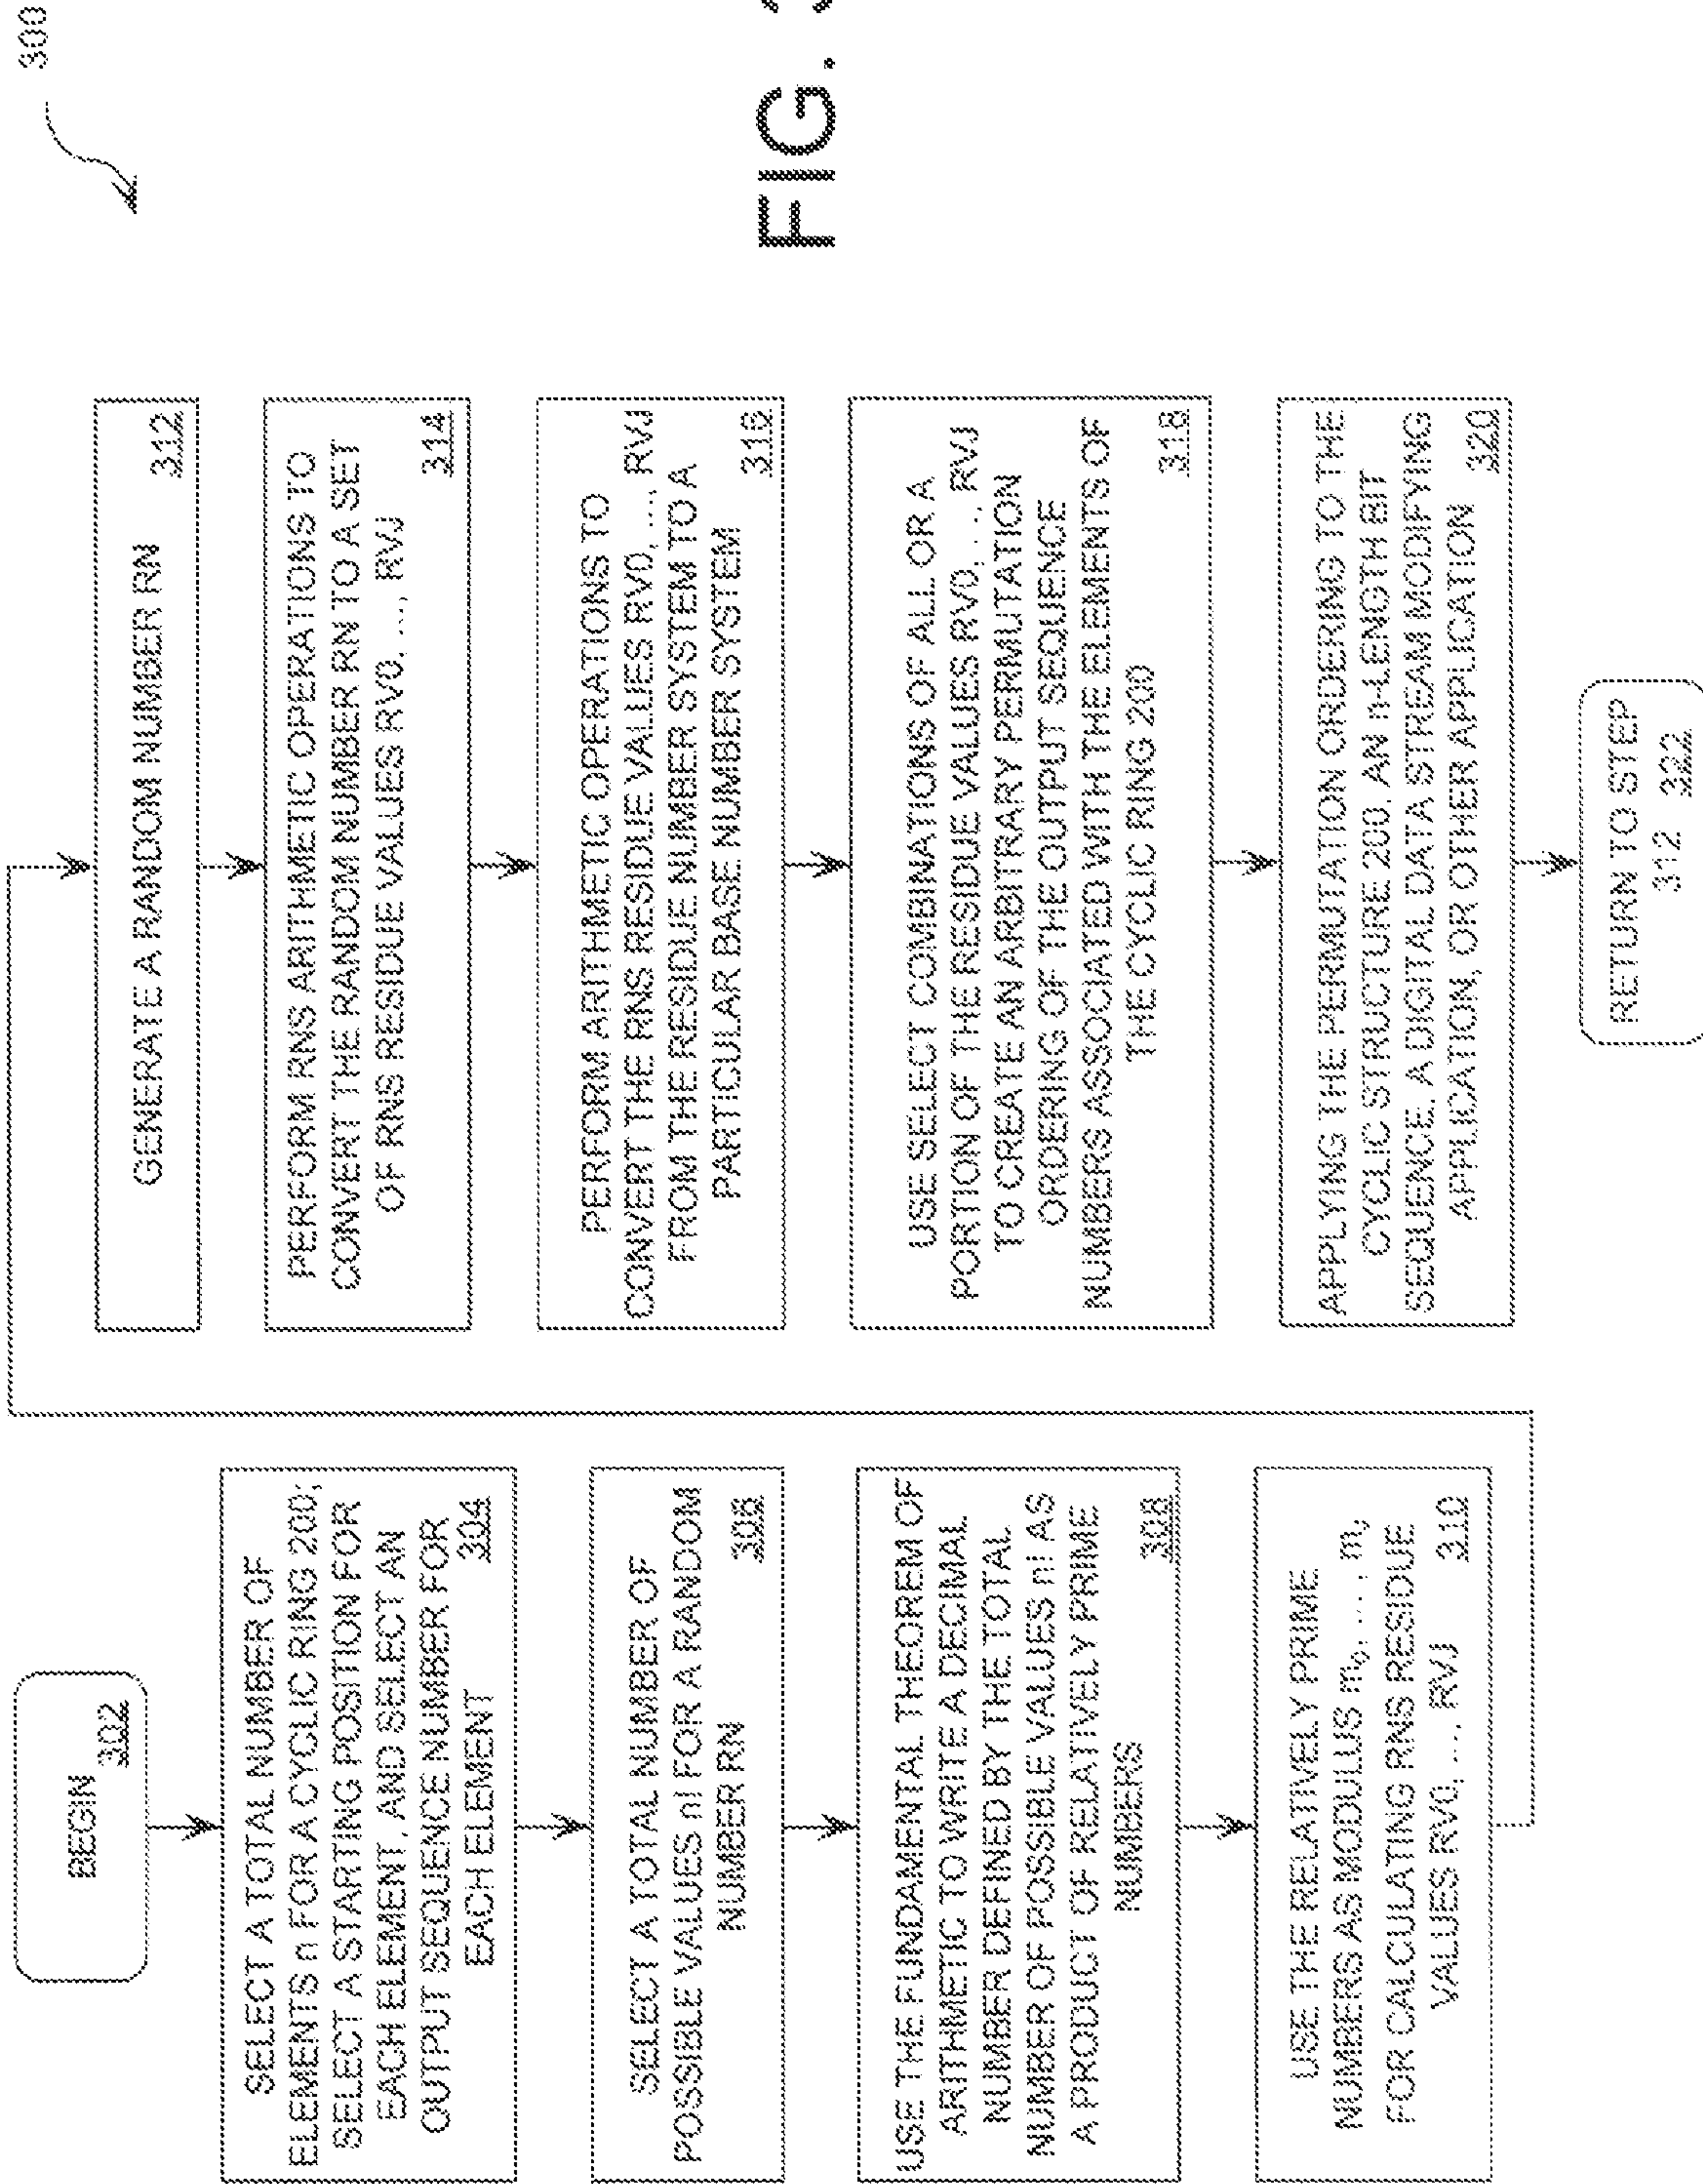 300
BEGIN
302
SELECT A TOTAL NUMBER OF
ELEMENTS n FOR A CYCLIC RING 200;
SELECT A STARTING POSITION FOR
EACH ELEMENT, AND SELECT AN
OUTPUT SEQUENCE NUMBER FOR
EACH ELEMENT 304
SELECT A TOTAL NUMBER OF
POSSIBLE VALUES n! FOR A RANDOM
NUMBER RN 306
USE THE FUNDAMENTAL THEOREM OF
ARITHMETIC TO WRITE A DECIMAL
NUMBER DEFINED BY THE TOTAL
NUMBER OF POSSIBLE VALUES n! AS
A PRODUCT OF RELATIVELY PRIME
NUMBERS 308
USE THE RELATIVELY PRIME
NUMBERS AS MODULUS m0, ..., mJ,
FOR CALCULATING RNS RESIDUE
VALUES RV0, ..., RVJ 310
GENERATE A RANDOM NUMBER RN
312
PERFORM RNS ARITHMETIC OPERATIONS TO
CONVERT THE RANDOM NUMBER RN TO A SET
OF RNS RESIDUE VALUES RV0, ..., RVJ 314
PERFORM ARITHMETIC OPERATIONS TO
CONVERT THE RNS RESIDUE VALUES RV0, ..., RVJ
FROM THE RESIDUE NUMBER SYSTEM TO A
PARTICULAR BASE NUMBER SYSTEM 316
USE SELECT COMBINATIONS OF ALL OR A
PORTION OF THE RESIDUE VALUES RV0, ..., RVJ
TO CREATE AN ARBITRARY PERMUTATION
ORDERING OF THE OUTPUT SEQUENCE
NUMBERS ASSOCIATED WITH THE ELEMENTS OF
THE CYCLIC RING 200 318
APPLYING THE PERMUTATION ORDERING TO THE
CYCLIC STRUCTURE 200, AN n-LENGTH BIT
SEQUENCE, A DIGITAL DATA STREAM MODIFYING
APPLICATION, OR OTHER APPLICATION 320
RETURN TO STEP
312 322
FIG.